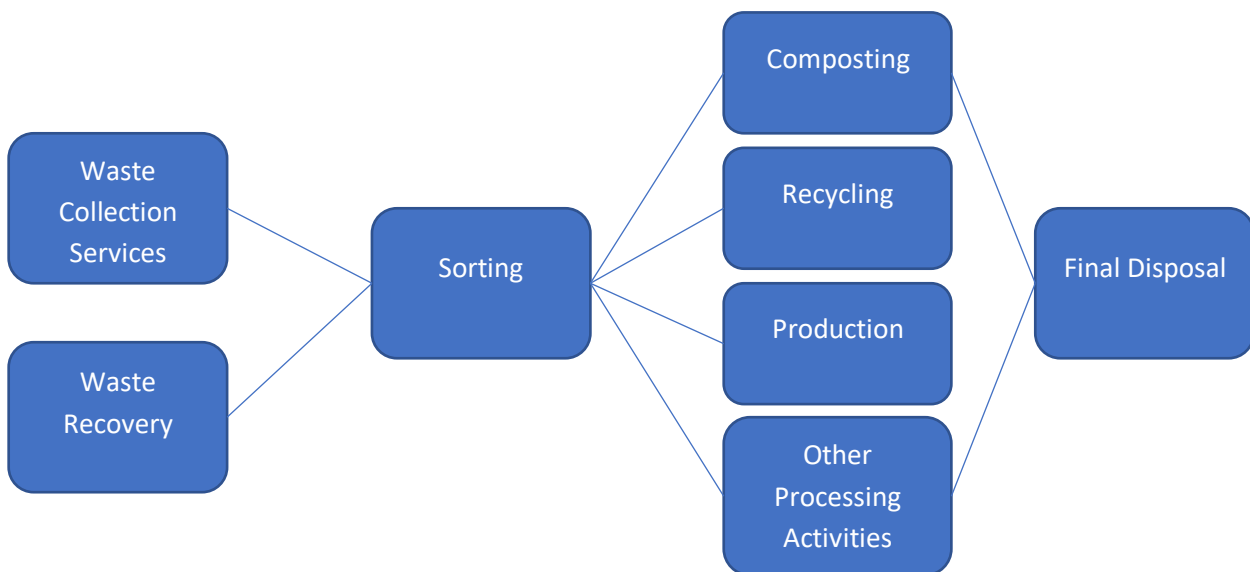 Waste
Collection
Services
Waste
Recovery
Sorting
Composting
Recycling
Production
Other
Processing
Activities
Final Disposal